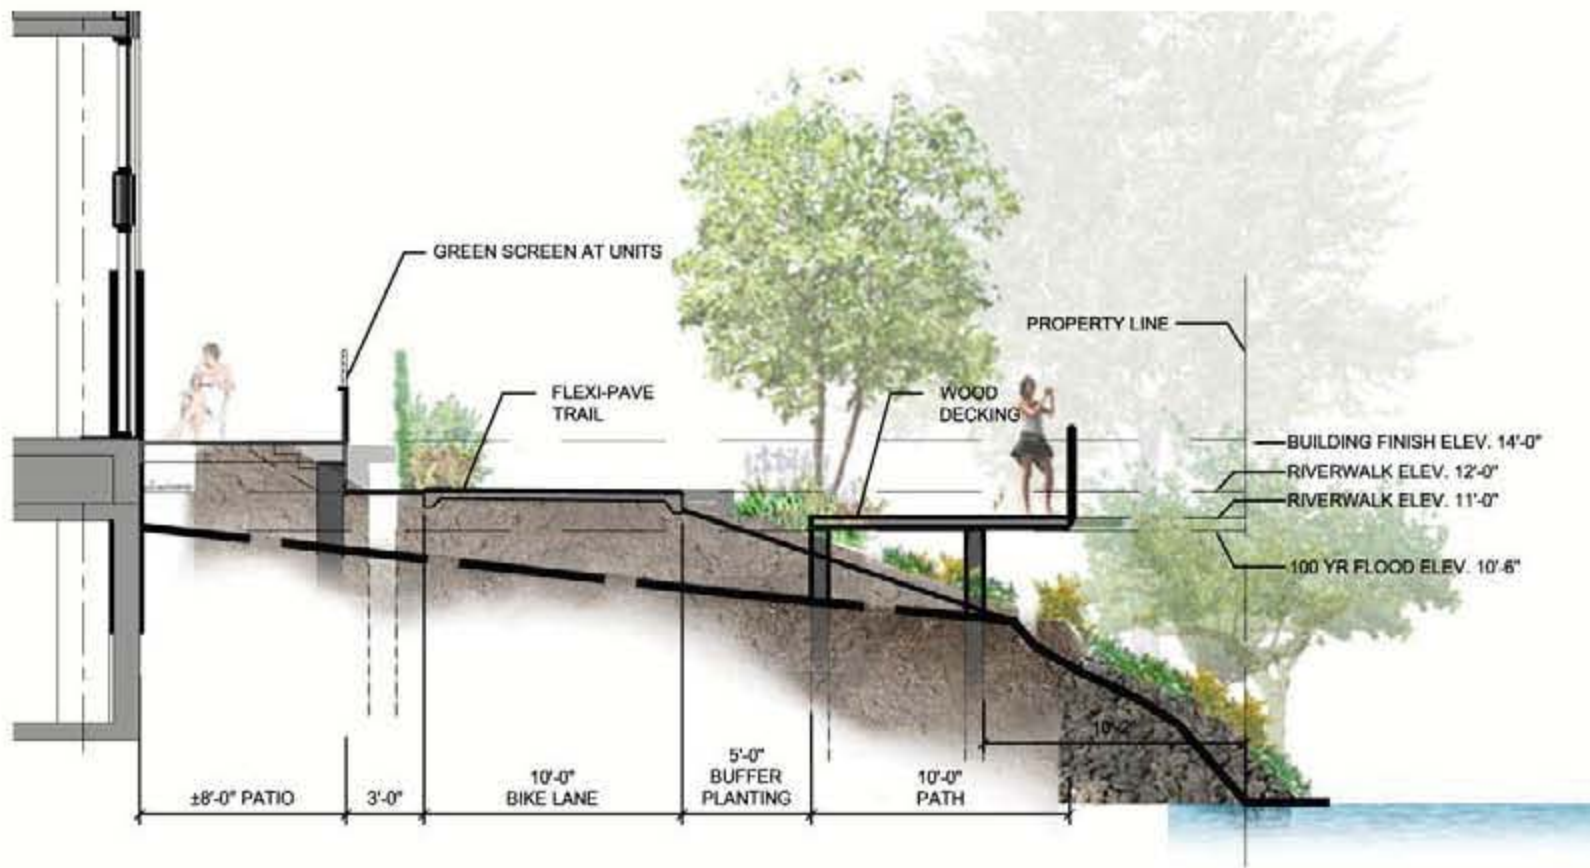 GREEN SCREEN AT UNITS
PROPERTY LINE
FLEXI-PAVE
TRAIL
WOOD
DECKING
BUILDING FINISH ELEV. 14'-0"
RIVERWALK ELEV. 12'-0"
RIVERWALK ELEV. 11'-0"
100 YR FLOOD ELEV. 10'-6"
10'-2"
±8'-0" PATIO
3'-0"
10'-0"
BIKE LANE
5'-0"
BUFFER
PLANTING
10'-0"
PATH